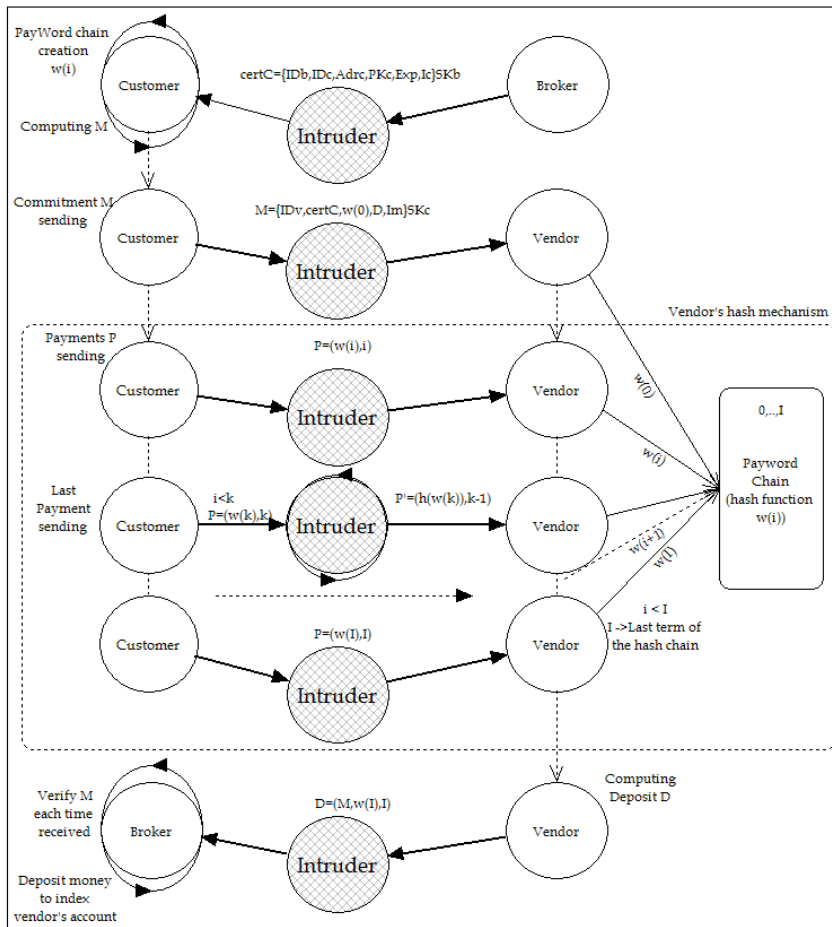 PayWord chain
creation
w(i)
Customer
certC={IDb,IDc,Adrc,PKc,Exp,Ic}SKb
Broker
Intruder
Computing M
Commitment M
sending
M={IDv,certC,w(0),D,Im}SKc
Customer
Vendor
Intruder
Vendor's hash mechanism
Payments P
sending
P=(w(i),i)
Customer
Vendor
Intruder
w(0)
w(i)
0,..,I
Payword
Chain
(hash function
w(i))
Last
Payment
sending
i<k
P=(w(k),k)
P'=(h(w(k)),k-1)
Customer
Intruder
Vendor
w(i+1)
w(I)
i < I
I ->Last term of
the hash chain
P=(w(I),I)
Customer
Vendor
Intruder
Computing
Deposit D
Verify M
each time
received
D=(M,w(I),I)
Broker
Vendor
Intruder
Deposit money
to index
vendor's account